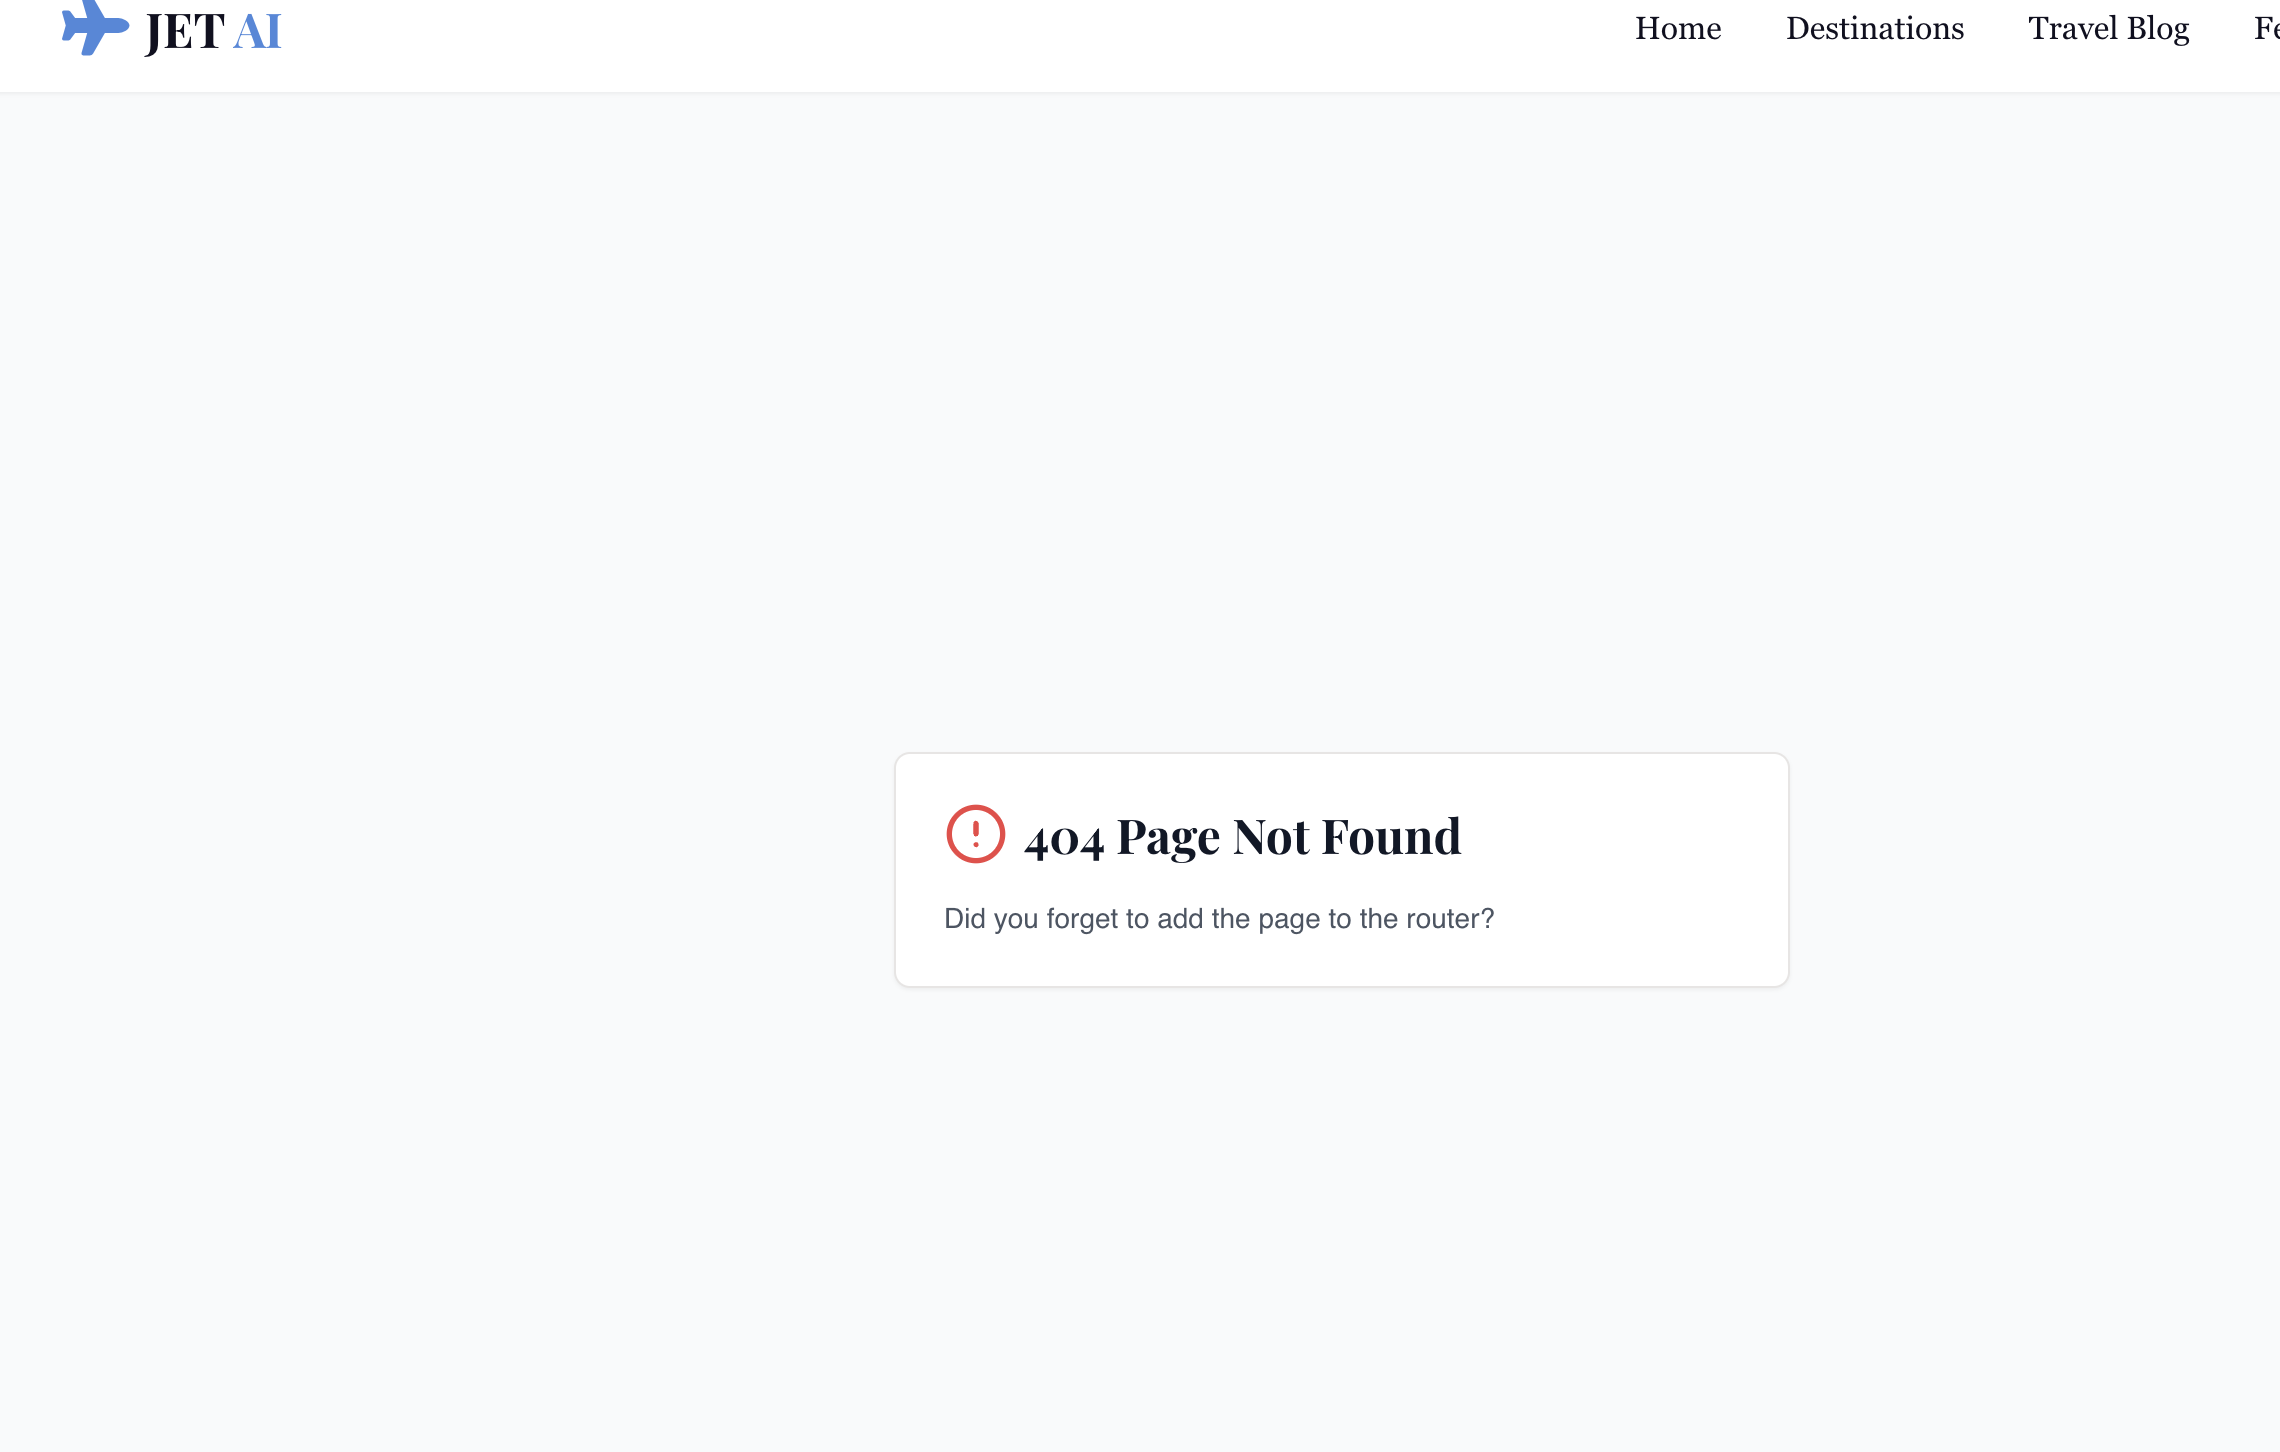 JET AI
Home Destinations Travel Blog
404 Page Not Found
Did you forget to add the page to the router?